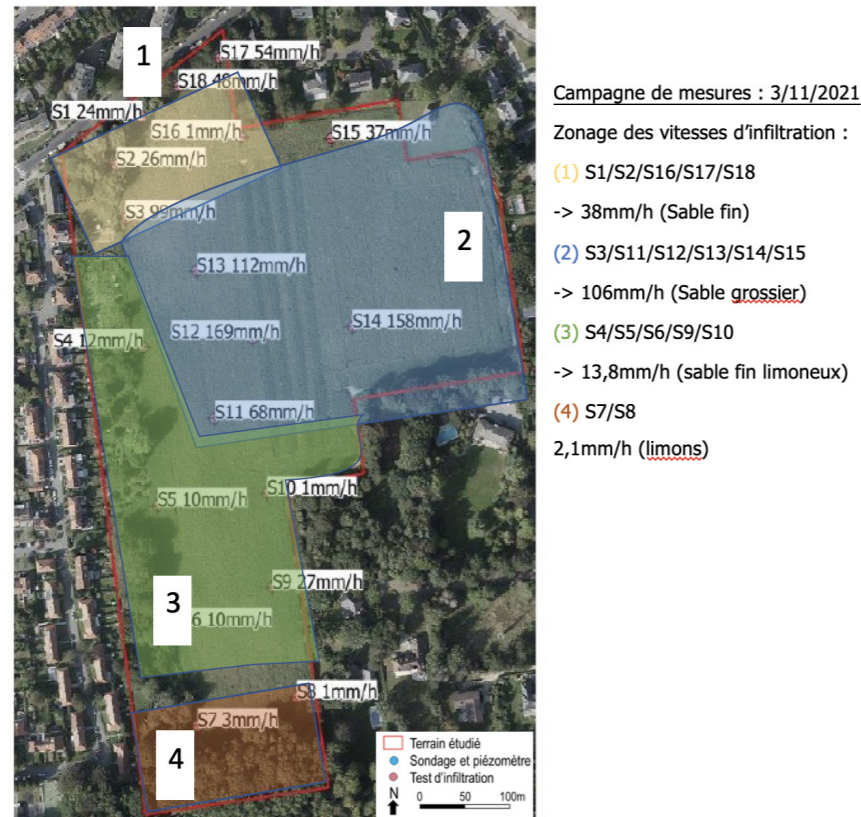 1
S17 54mm/h
S18 48mm/h
S1 24mm/h
S16 1mm/h
S15 37mm/h
S2 26mm/h
S3 99mm/h
2
S13 112mm/h
S14 158mm/h
S12 169mm/h
S4 12mm/h
S11 68mm/h
S10 1mm/h
S5 10mm/h
S9 27mm/h
3
6 10mm/h
S8 1mm/h
S7 3mm/h
4
Terrain étudié
Sondage et piézomètre
Test d'infiltration
N 0 50 100m
Campagne de mesures : 3/11/2021
Zonage des vitesses d’infiltration :
(1) S1/S2/S16/S17/S18
-> 38mm/h (Sable fin)
(2) S3/S11/S12/S13/S14/S15
-> 106mm/h (Sable grossier)
(3) S4/S5/S6/S9/S10
-> 13,8mm/h (sable fin limoneux)
(4) S7/S8
2,1mm/h (limons)